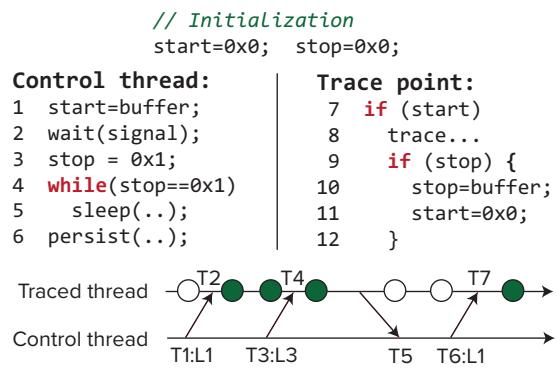 // Initialization
start=0x0; stop=0x0;
Control thread:
1 start=buffer;
2 wait(signal);
3 stop = 0x1;
4 while(stop==0x1)
5 sleep(..);
6 persist(..);
Trace point:
7 if (start)
8 trace...
9 if (stop) {
10 stop=buffer;
11 start=0x0;
12 }
T2 T4 T7
Traced thread
Control thread
T1:L1 T3:L3 T5 T6:L1